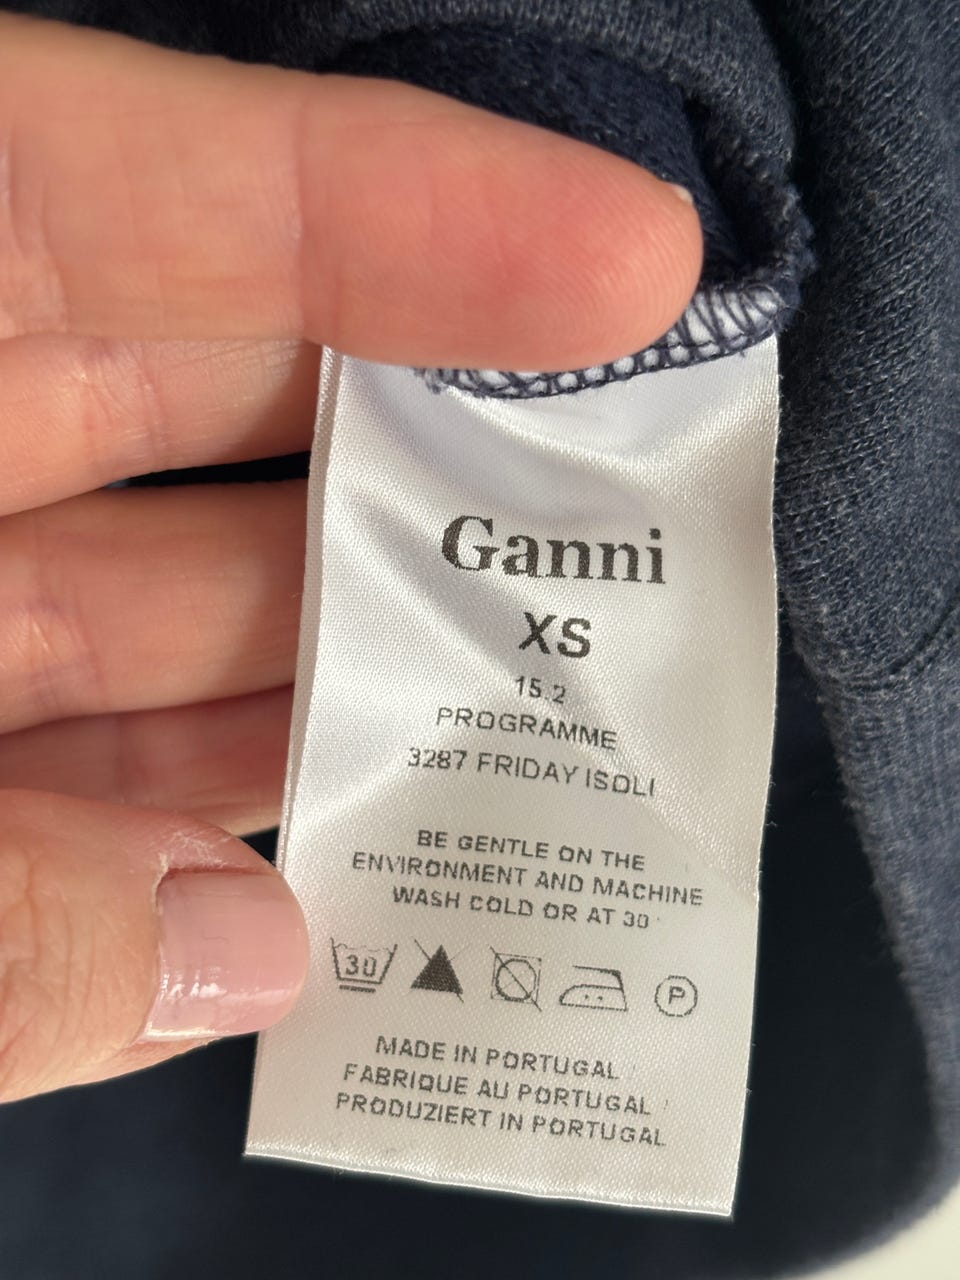 Ganni
XS
15.2
PROGRAMME
3287 FRIDAY ISOLI
BE GENTLE ON THE
ENVIRONMENT AND MACHINE
WASH COLD OR AT 30°
30
P
MADE IN PORTUGAL
FABRIQUE AU PORTUGAL
PRODUZIERT IN PORTUGAL